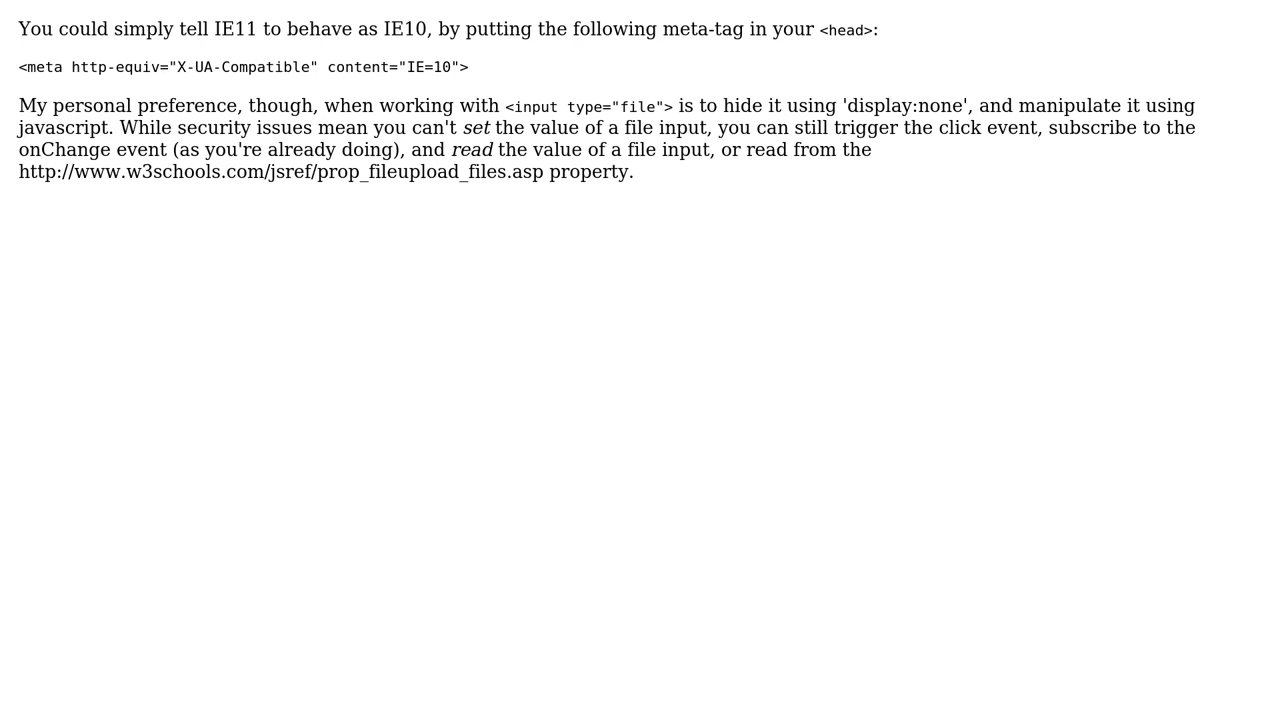 You could simply tell IE11 to behave as IE10, by putting the following meta-tag in your <head>:
<meta http-equiv="X-UA-Compatible" content="IE=10">
My personal preference, though, when working with <input type="file"> is to hide it using 'display:none', and manipulate it using
javascript. While security issues mean you can't set the value of a file input, you can still trigger the click event, subscribe to the
onChange event (as you're already doing), and read the value of a file input, or read from the
http://www.w3schools.com/jsref/prop_fileupload_files.asp property.